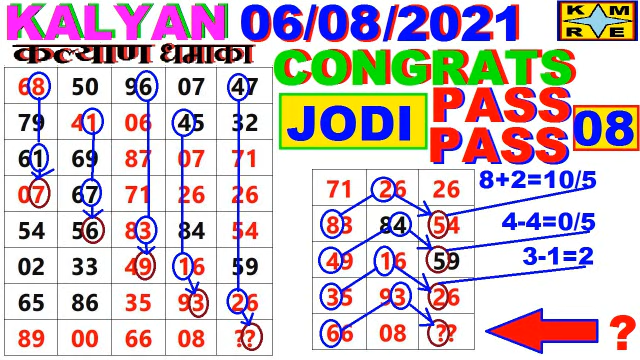 KALYAN 06/08/2021
K M
R E
कल्याण धमाका
CONGRATS
JODI PASS 08
PASS
68 50 96 07 47
79 41 06 45 32
61 69 87 07 71
07 67 71 26 26
54 56 83 84 54
02 33 49 16 59
65 86 35 93 26
89 00 66 08 ??
71 26 26
83 84 54
49 16 59
35 93 26
66 08 ??
8+2=10/5
4-4=0/5
3-1=2
?